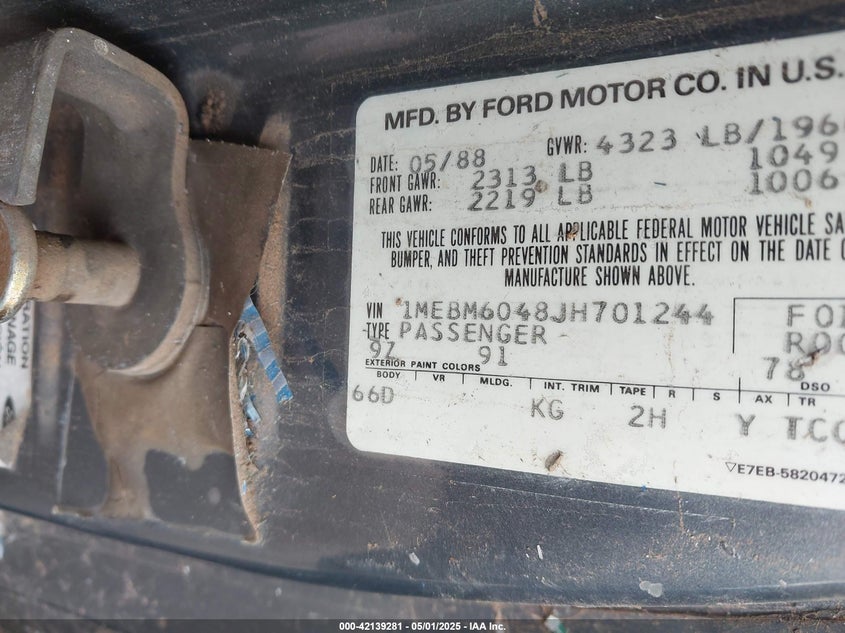 MFD. BY FORD MOTOR CO. IN U.S.
DATE: 05/88 GVWR: 4323 LB/196
FRONT GAWR: 2313 LB 1049
REAR GAWR: 2219 LB 1006
THIS VEHICLE CONFORMS TO ALL APPLICABLE FEDERAL MOTOR VEHICLE SA
BUMPER, AND THEFT PREVENTION STANDARDS IN EFFECT ON THE DATE O
MANUFACTURE SHOWN ABOVE.
VIN 1MEBM6048JH701244
TYPE PASSENGER
9Z 91 78
EXTERIOR PAINT COLORS DSO
BODY VR MLDG. INT. TRIM TAPE R S AX TR
66D KG 2H Y TCC
▽E7EB-5820472
RATION
NAGE
000-42139281 - 05/01/2025 - IAA Inc.